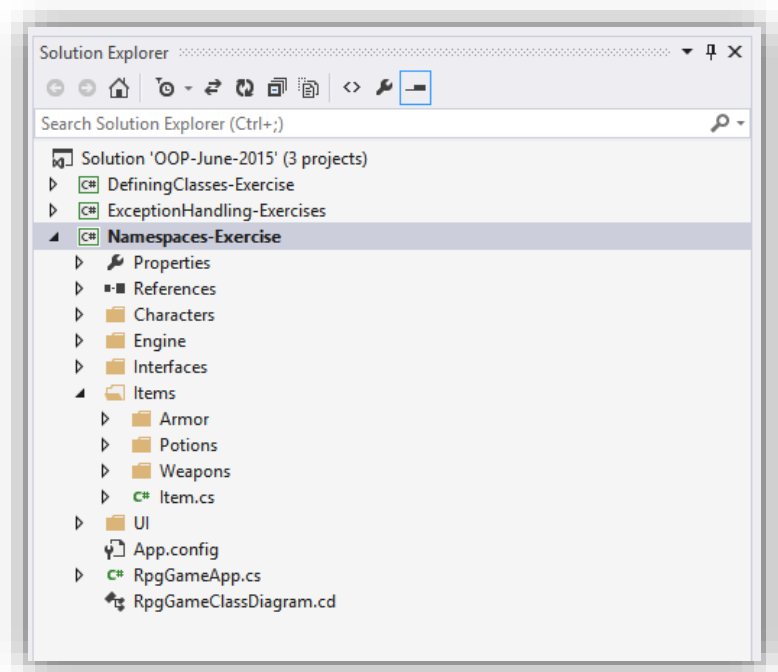 Solution Explorer
Search Solution Explorer (Ctrl+;)
Solution 'OOP-June-2015' (3 projects)
C# DefiningClasses-Exercise
C# ExceptionHandling-Exercises
C# Namespaces-Exercise
Properties
References
Characters
Engine
Interfaces
Items
Armor
Potions
Weapons
C# Item.cs
UI
App.config
C# RpgGameApp.cs
RpgGameClassDiagram.cd